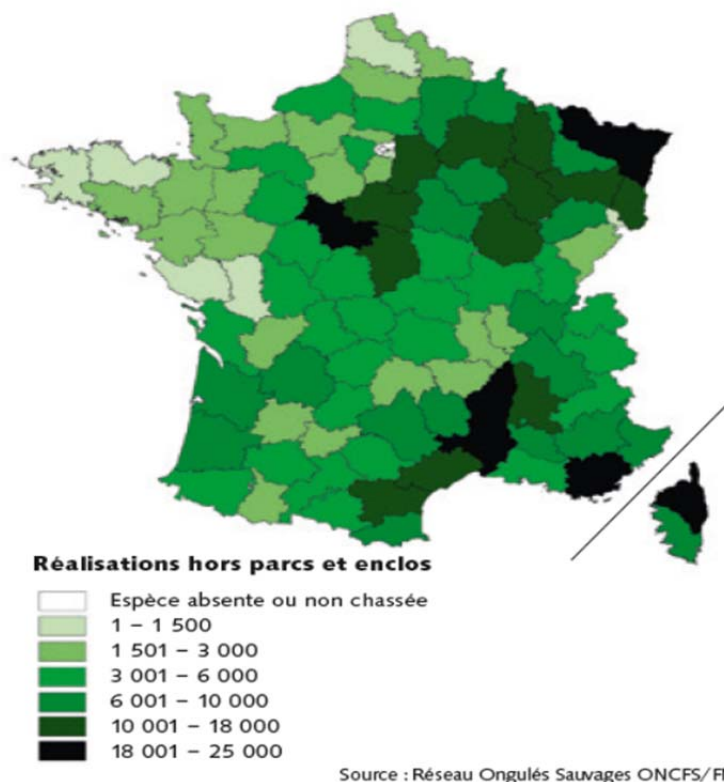 Réalisations hors parcs et enclos
Espèce absente ou non chassée
1 – 1 500
1 501 – 3 000
3 001 – 6 000
6 001 – 10 000
10 001 – 18 000
18 001 – 25 000
Source : Réseau Ongulés Sauvages ONCFS/